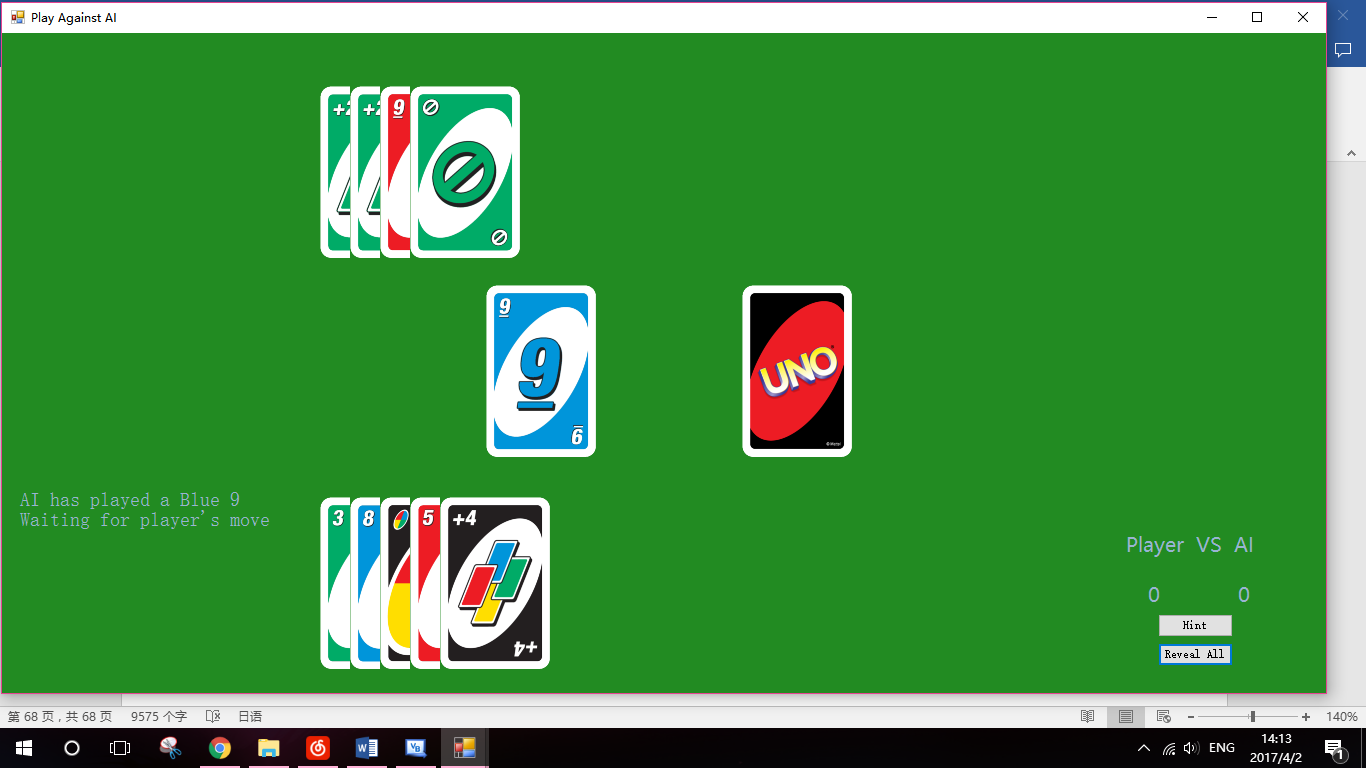 Play Against AI
+2
+2
9
9
9
9
UNO
AI has played a Blue 9
Waiting for player's move
3
8
5
+4
+4
Player VS AI
0 0
Hint
Reveal All
第 68 页，共 68 页 9575 个字 日语
140%
ENG
14:13
2017/4/2
1